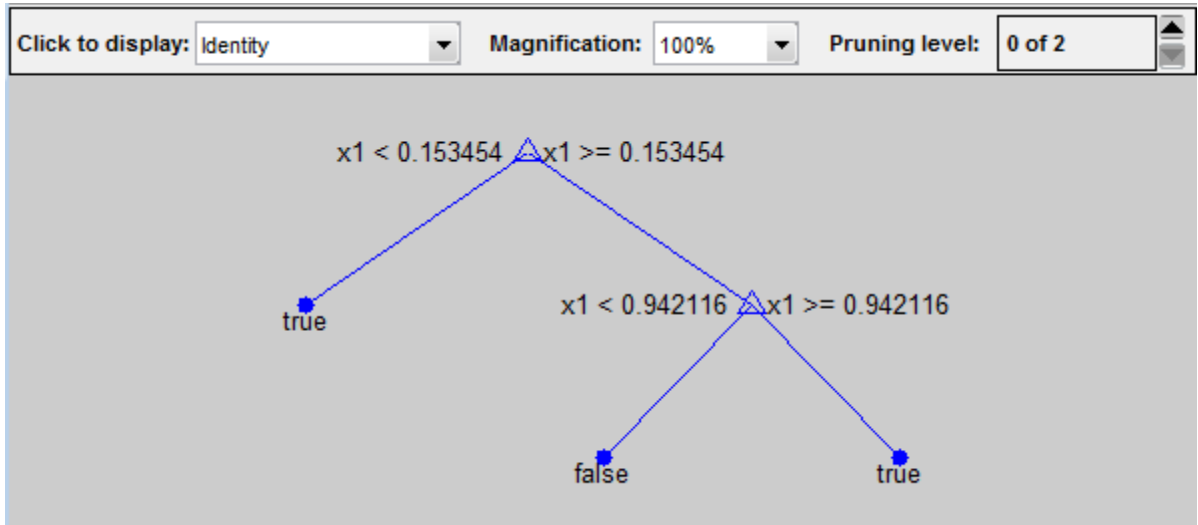 Click to display: Identity Magnification: 100% Pruning level: 0 of 2
x1 < 0.153454 x1 >= 0.153454
true
x1 < 0.942116 x1 >= 0.942116
false
true